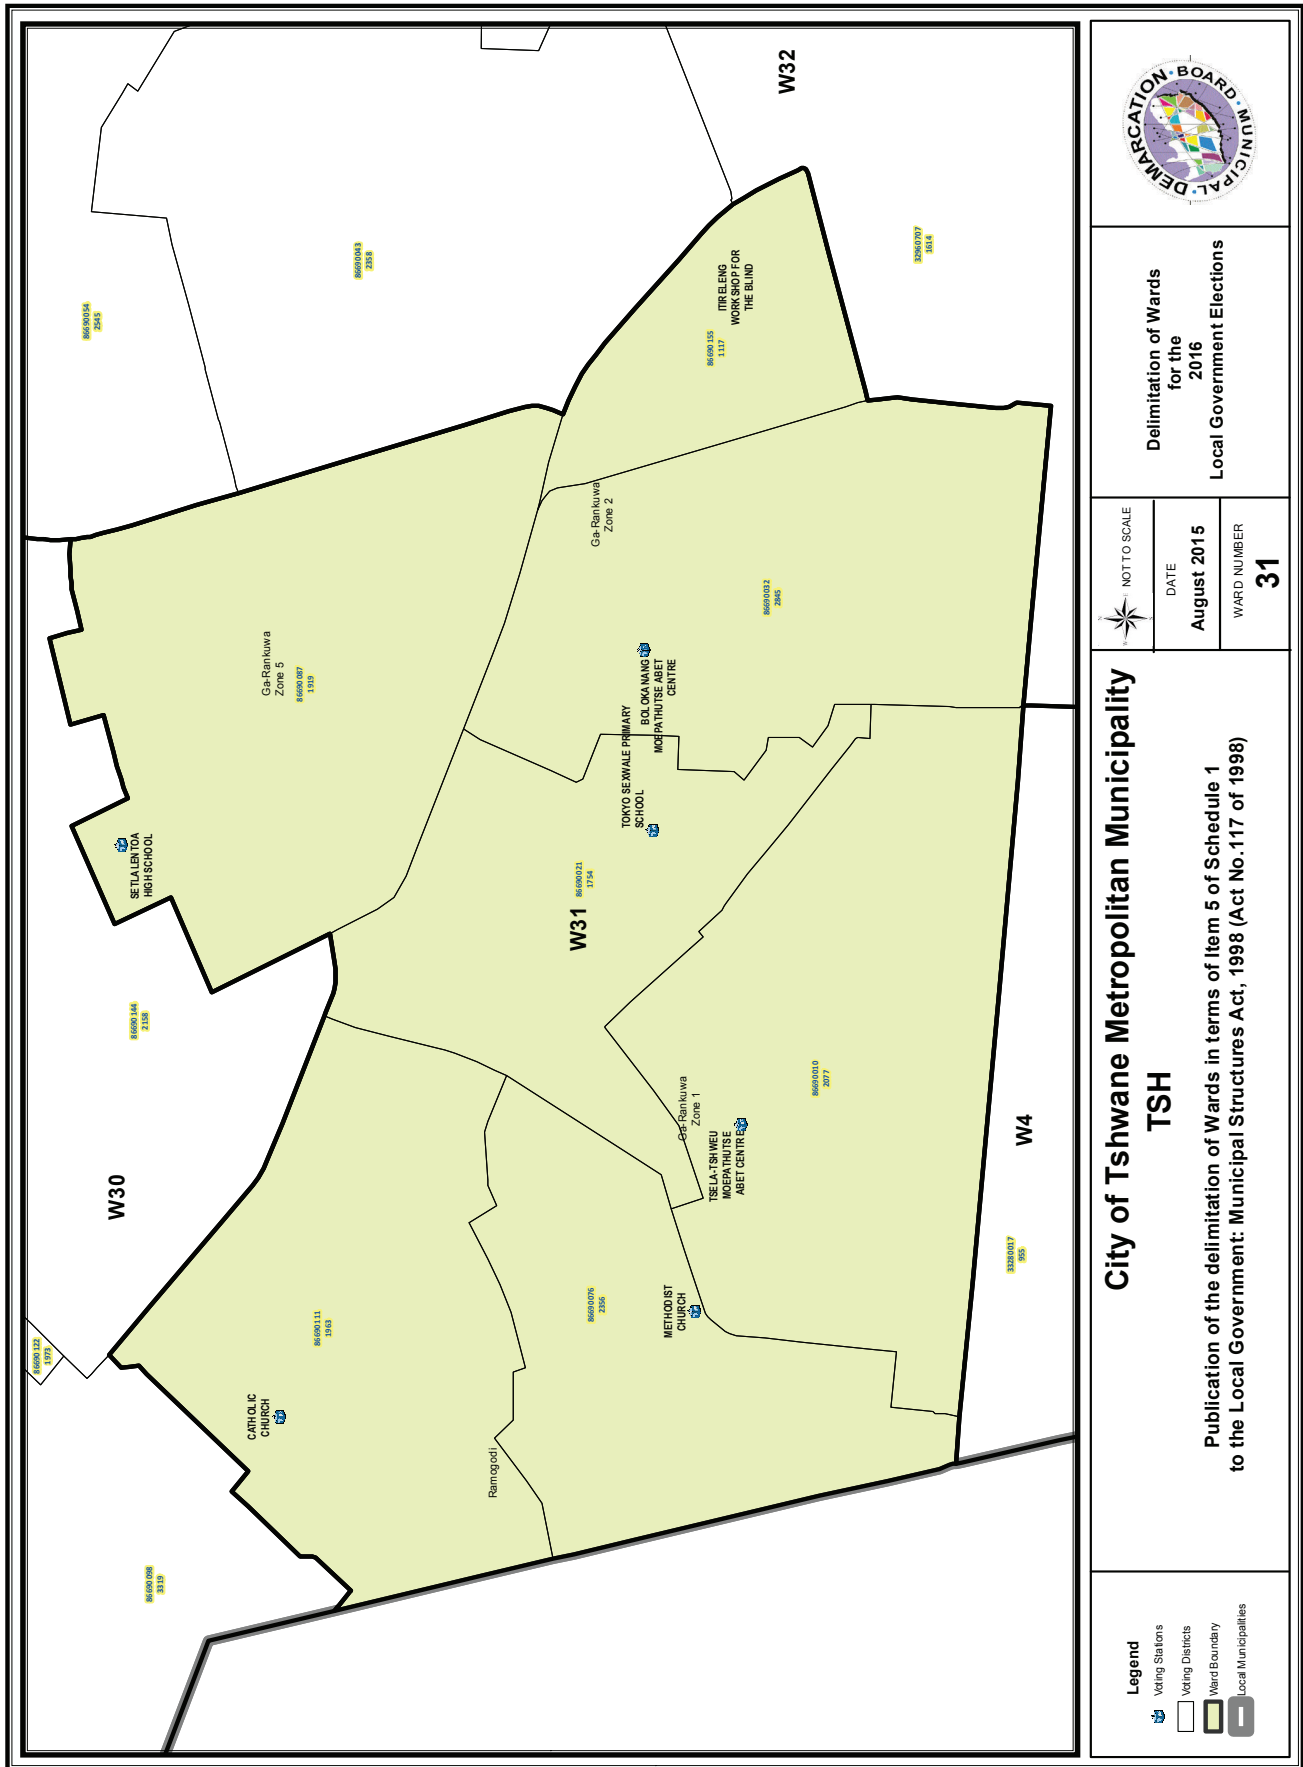 W32
W30
W31
W4
86690054
2545
86690043
2358
32960707
1614
ITIRELENG
WORKSHOP FOR
THE BLIND
86690155
1117
Ga-Rankuwa
Zone 2
86690032
2845
Ga-Rankuwa
Zone 5
86690087
1919
BOLOKANANG
MOEPATHUTSE ABET
CENTRE
TOKYO SEXWALE PRIMARY
SCHOOL
SETLALENTOA
HIGH SCHOOL
86690021
1754
86690144
2158
86690010
2077
Ga-Rankuwa
Zone 1
TSELA-TSHWEU
MOEPATHUTSE
ABET CENTRE
33280017
955
86690076
2356
METHODIST
CHURCH
86690111
1963
86690122
1973
CATHOLIC
CHURCH
Ramogodi
86690098
3319
Legend
Voting Stations
Voting Districts
Ward Boundary
Local Municipalities
City of Tshwane Metropolitan Municipality
TSH
Publication of the delimitation of Wards in terms of Item 5 of Schedule 1
to the Local Government: Municipal Structures Act, 1998 (Act No.117 of 1998)
NOT TO SCALE
DATE
August 2015
WARD NUMBER
31
Delimitation of Wards
for the
2016
Local Government Elections
MUNICIPAL • DEMARCATION • BOARD •